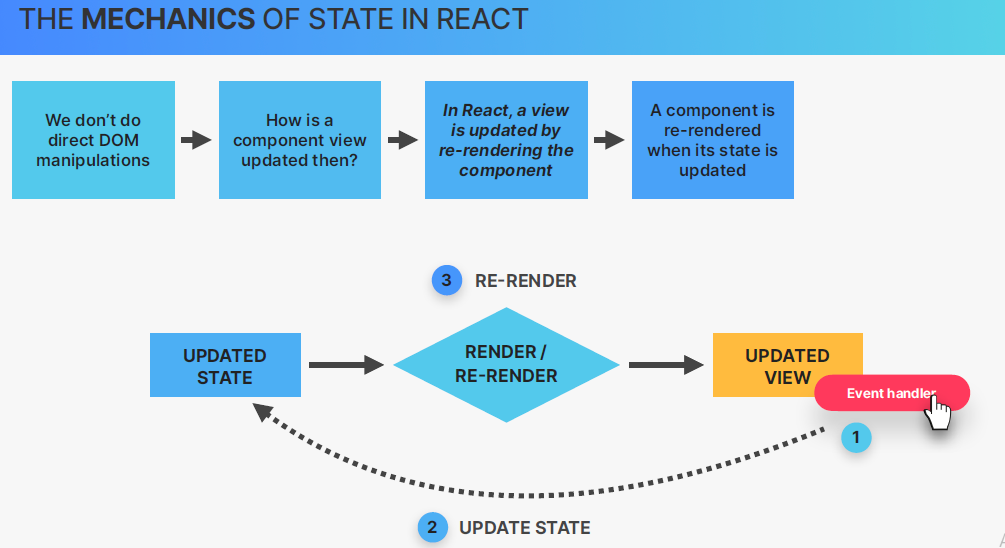 THE MECHANICS OF STATE IN REACT
We don't do
direct DOM
manipulations
How is a
component view
updated then?
In React, a view
is updated by
re-rendering the
component
A component is
re-rendered
when its state is
updated
3 RE-RENDER
UPDATED
STATE
RENDER /
RE-RENDER
UPDATED
VIEW
Event handler
1
2 UPDATE STATE